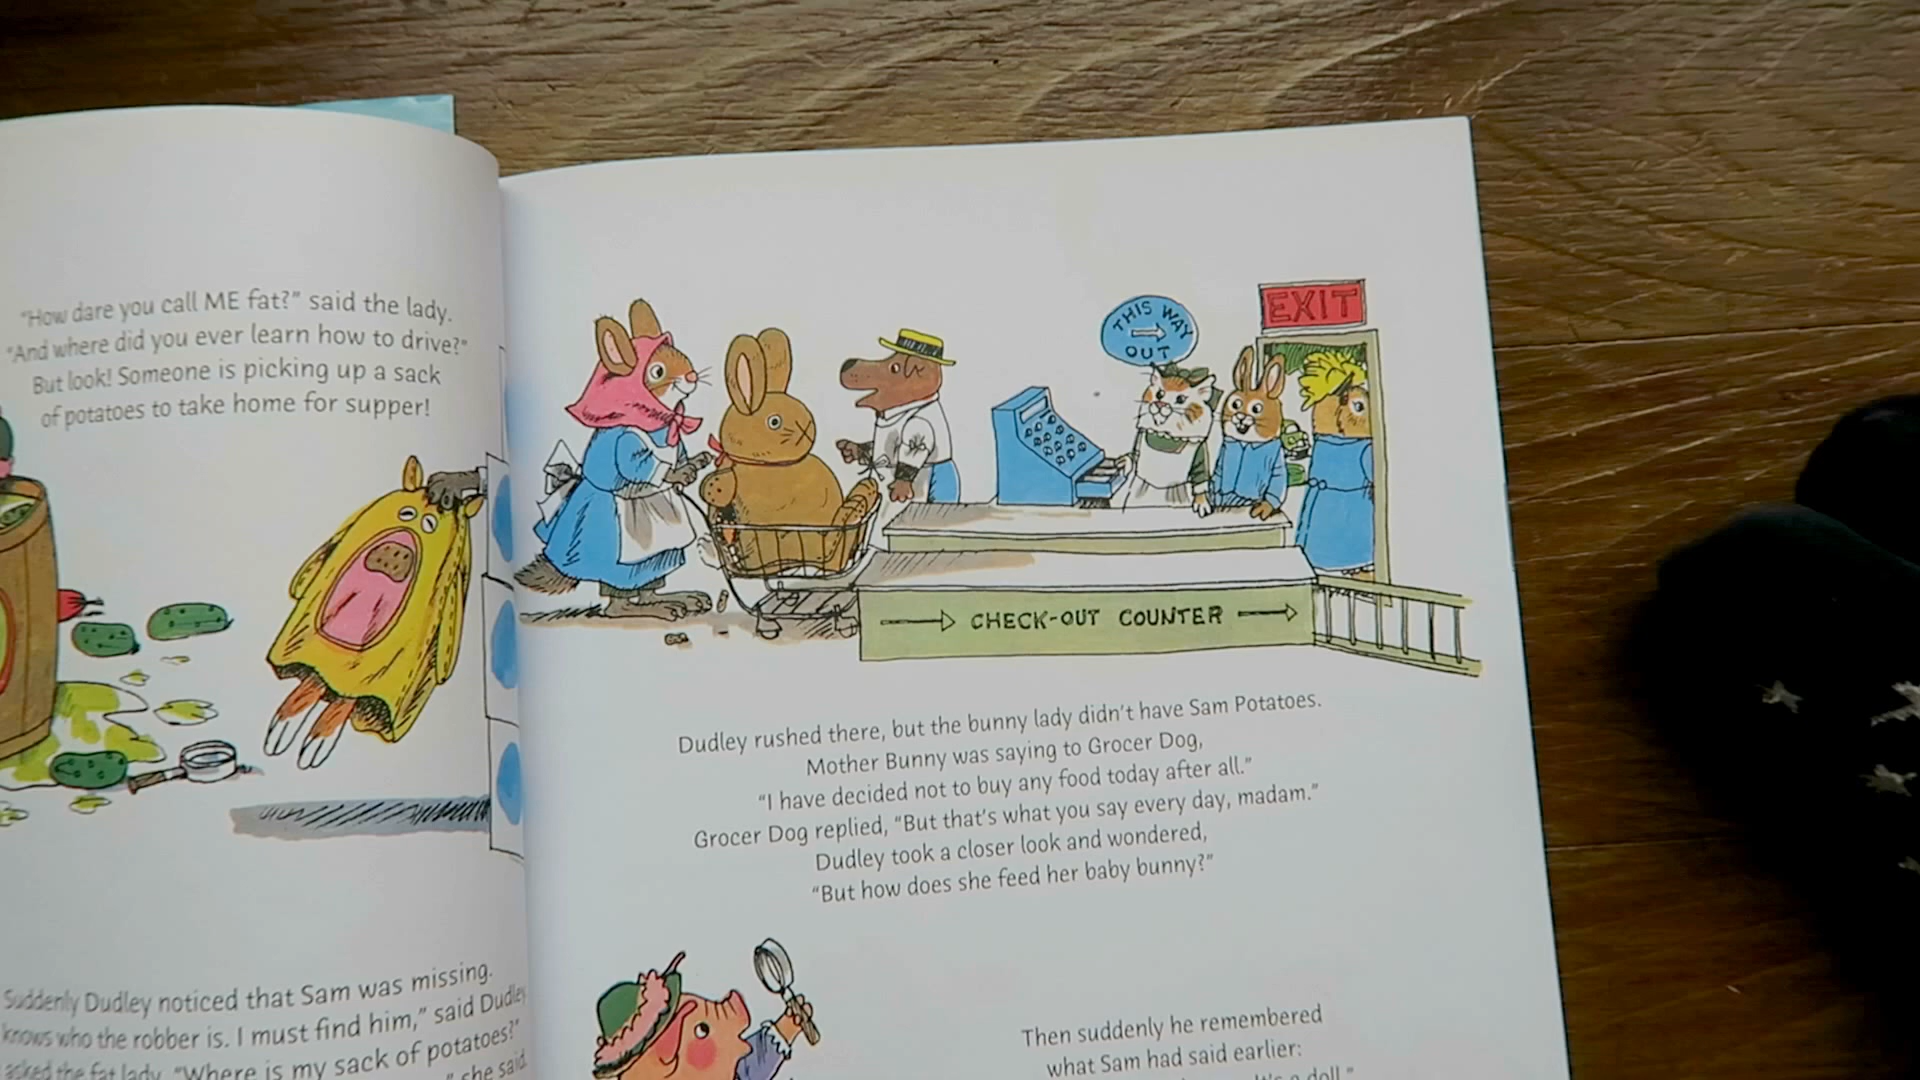 "How dare you call ME fat?" said the lady.
"And where did you ever learn how to drive?"
But look! Someone is picking up a sack
of potatoes to take home for supper!
Suddenly Dudley noticed that Sam was missing.
knows who the robber is. I must find him," said Dudley
asked the fat lady, "Where is my sack of potatoes?"
" she said
THIS WAY
OUT
EXIT
CHECK-OUT COUNTER
Dudley rushed there, but the bunny lady didn't have Sam Potatoes.
Mother Bunny was saying to Grocer Dog,
"I have decided not to buy any food today after all."
Grocer Dog replied, "But that's what you say every day, madam."
Dudley took a closer look and wondered,
"But how does she feed her baby bunny?"
Then suddenly he remembered
what Sam had said earlier:
It's a doll."